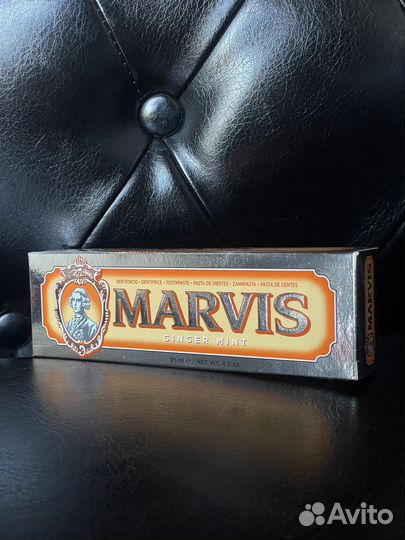 DENTIFRICIO • DENTIFRICE • TOOTHPASTE • PASTA DE DIENTES • ZAHNPASTA • PASTA DE DENTES
MARVIS
GINGER MINT
85 ml e / NET WT. 4.5 oz.
Avito